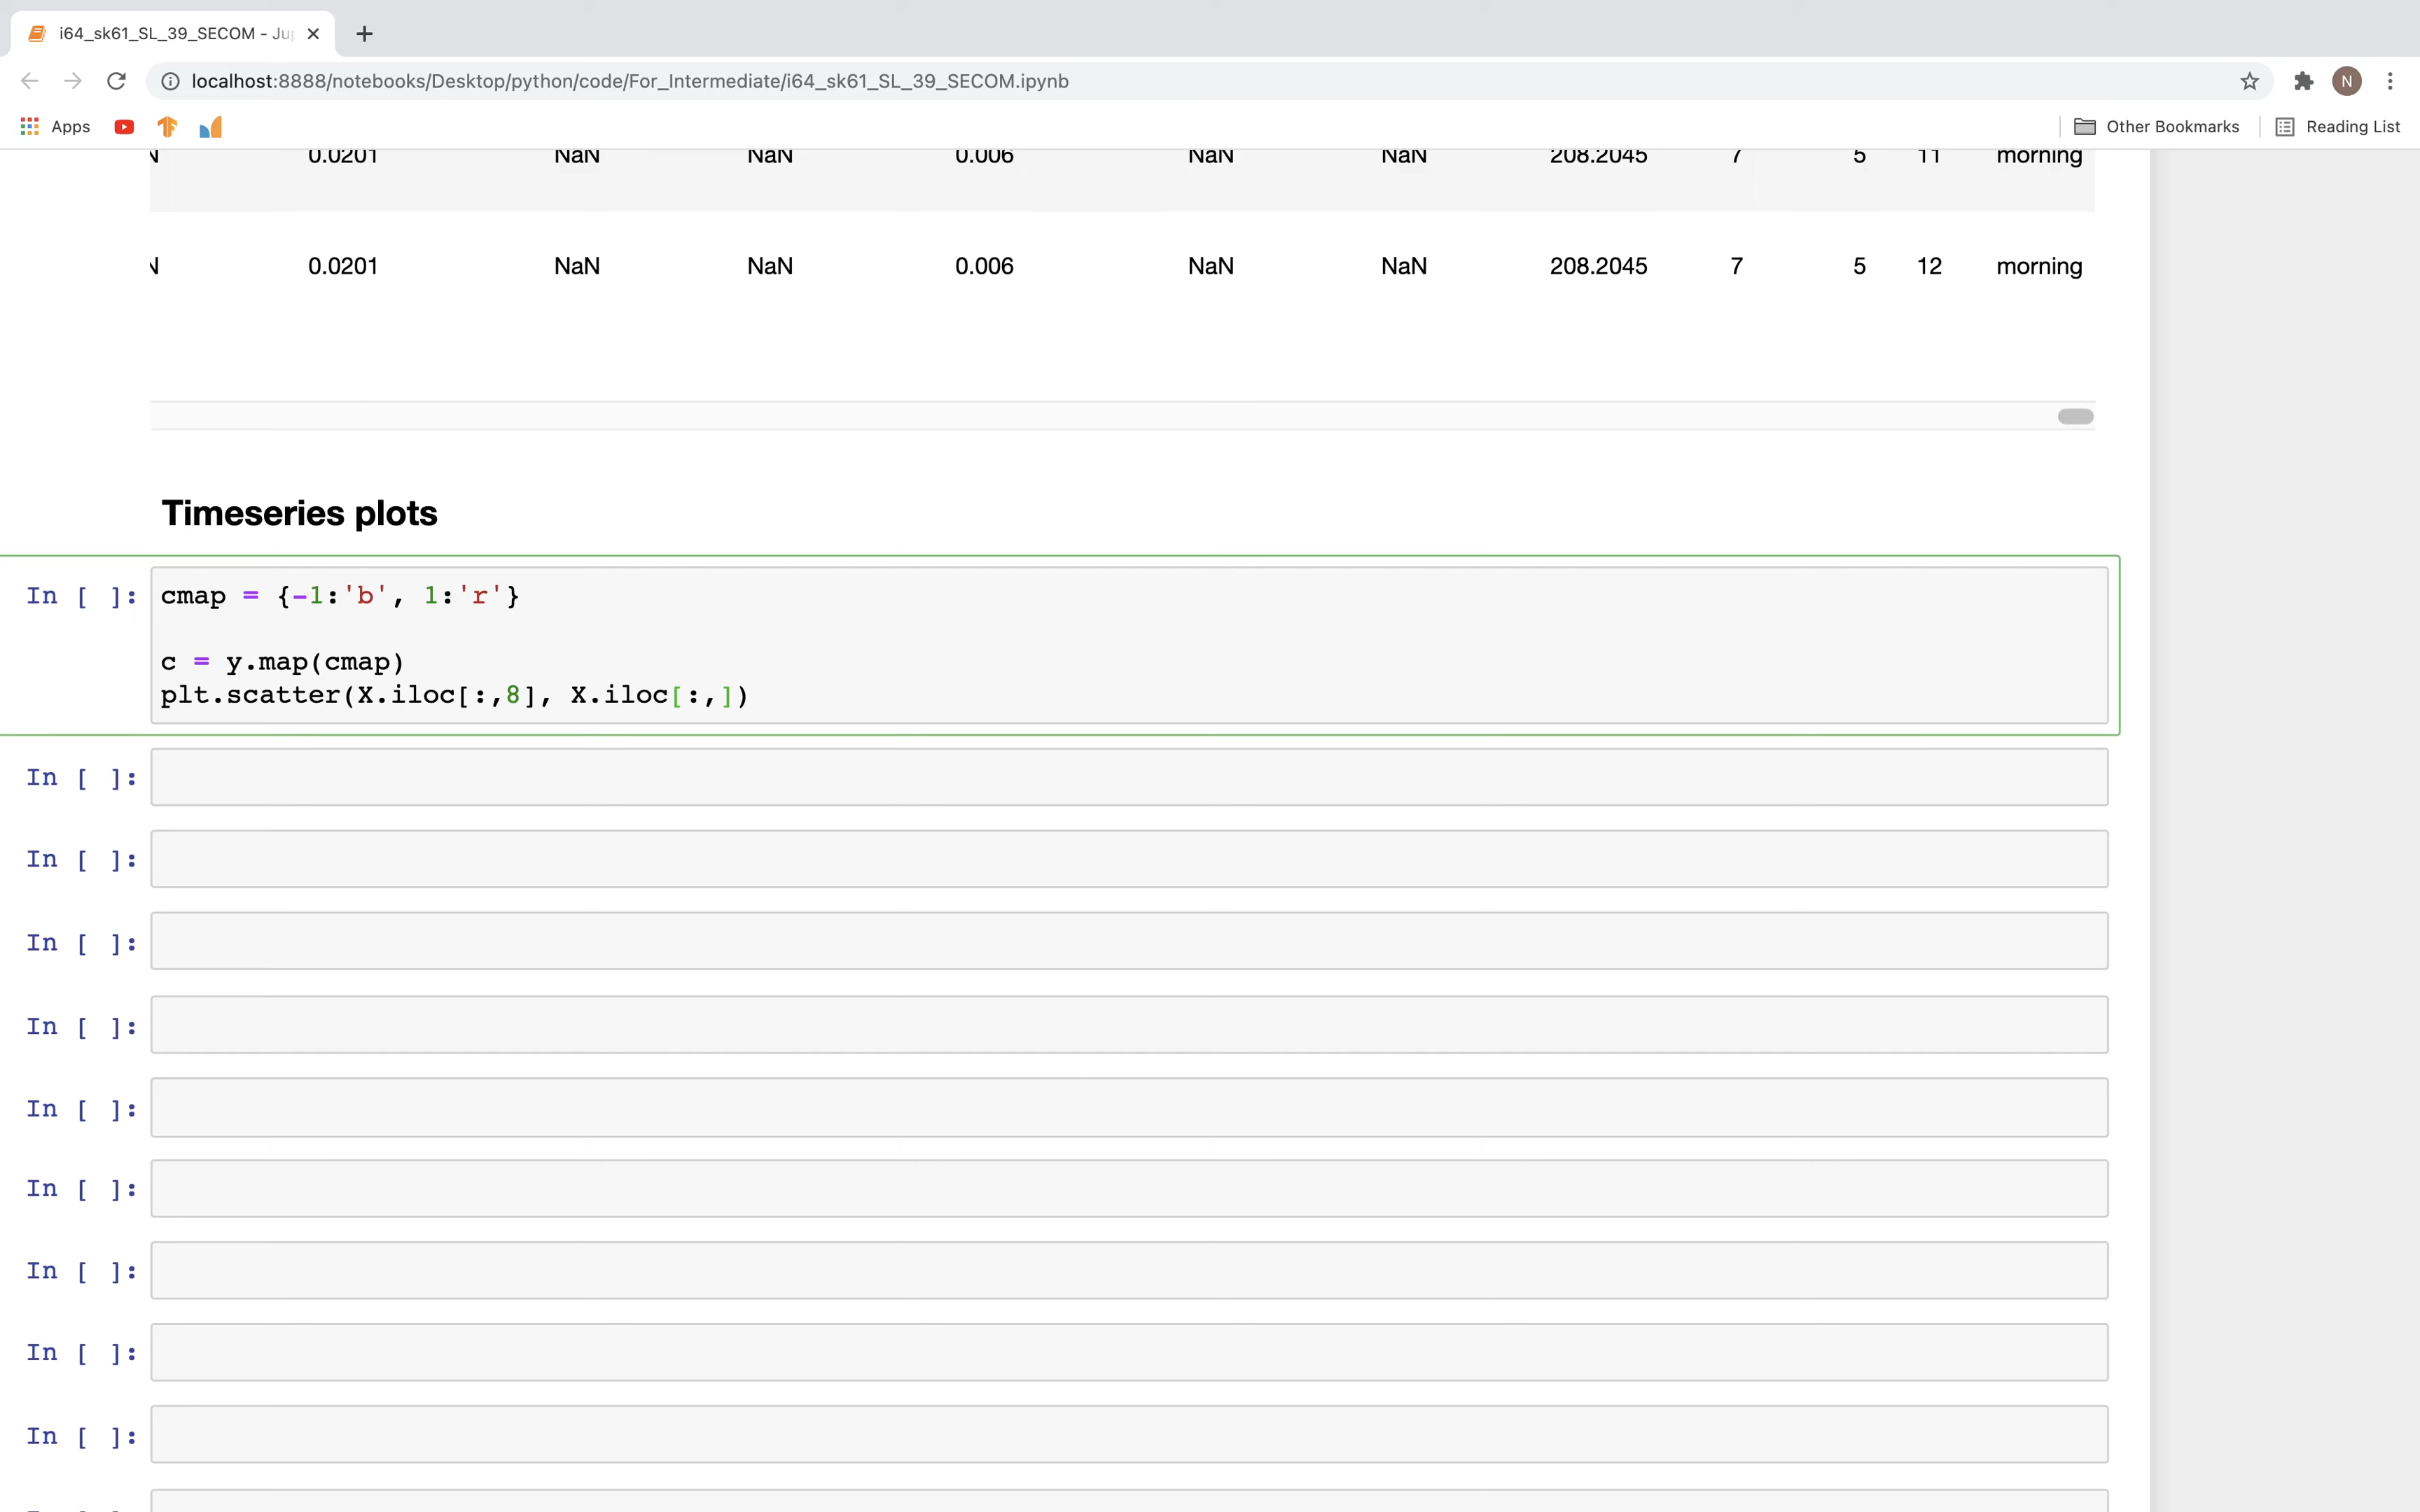 i64_sk61_SL_39_SECOM - Jup
localhost:8888/notebooks/Desktop/python/code/For_Intermediate/i64_sk61_SL_39_SECOM.ipynb
N
Apps
Other Bookmarks
Reading List
N 0.0201 NaN NaN 0.006 NaN NaN 208.2045 7 5 11 morning
N 0.0201 NaN NaN 0.006 NaN NaN 208.2045 7 5 12 morning
Timeseries plots
In [ ]: cmap = {-1:'b', 1:'r'}
c = y.map(cmap)
plt.scatter(X.iloc[:,8], X.iloc[:,])
In [ ]:
In [ ]:
In [ ]:
In [ ]:
In [ ]:
In [ ]:
In [ ]:
In [ ]:
In [ ]: